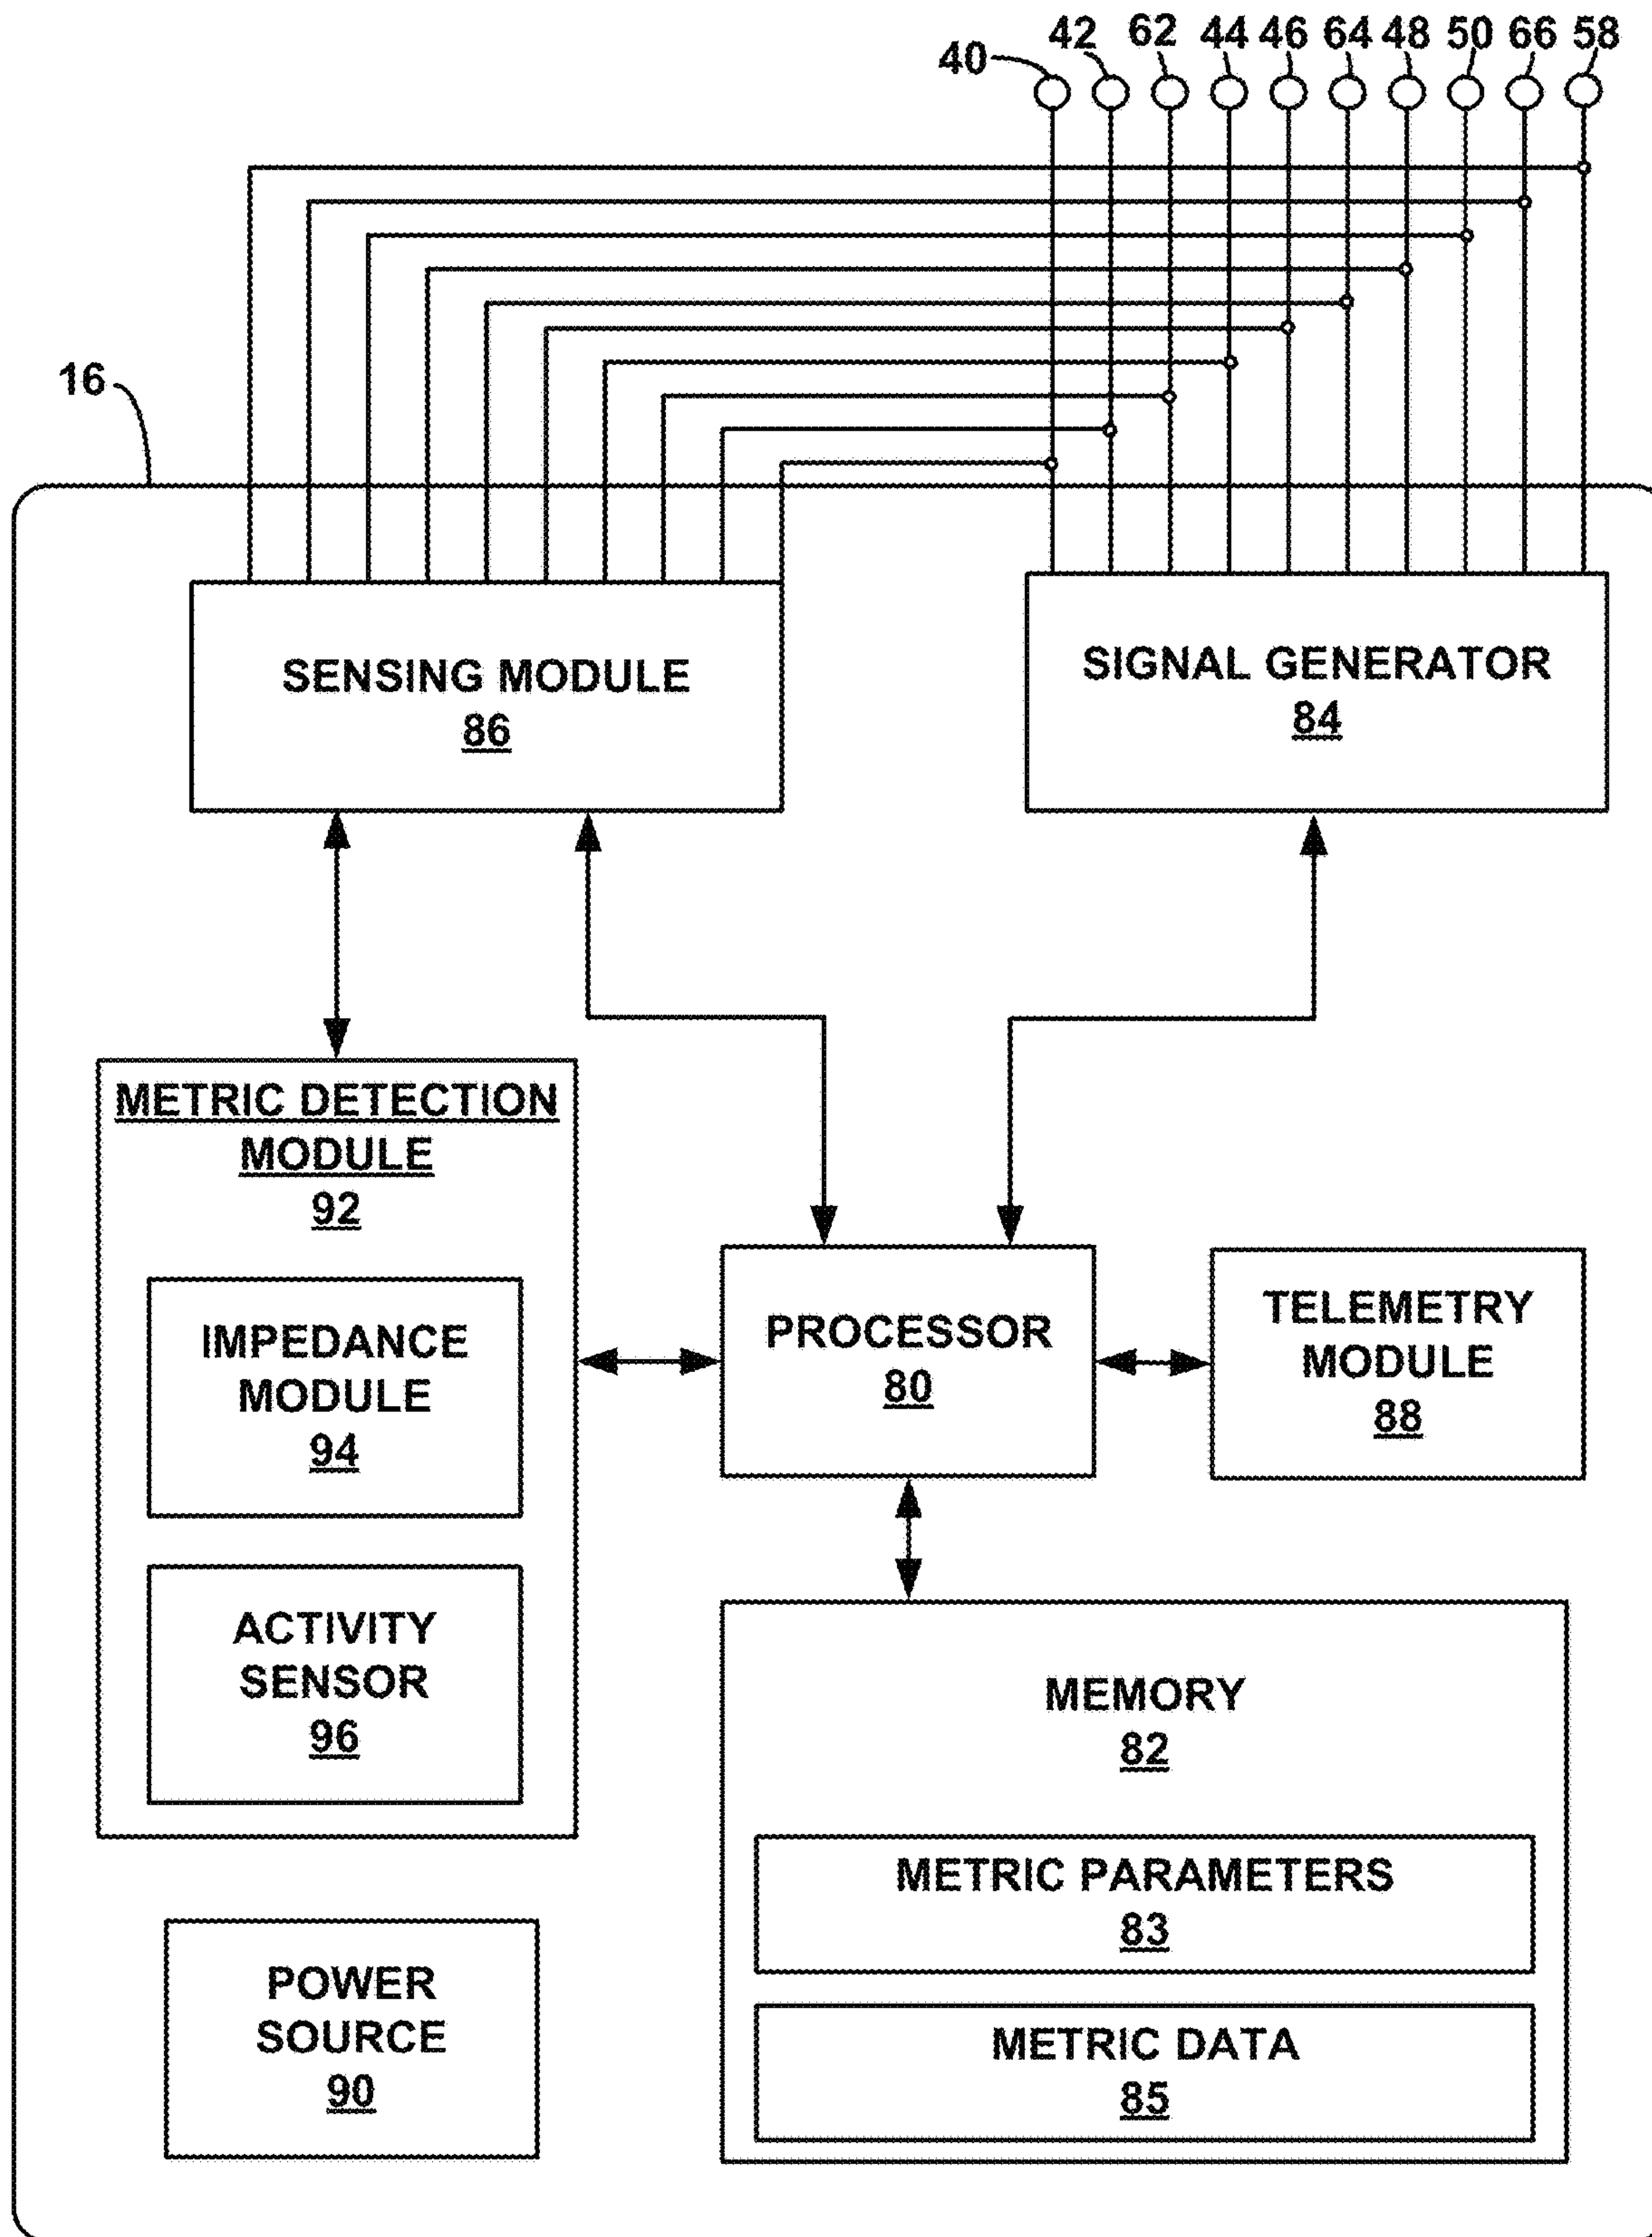 40 42 62 44 46 64 48 50 66 58
16
SENSING MODULE
86
SIGNAL GENERATOR
84
METRIC DETECTION
MODULE
92
IMPEDANCE
MODULE
94
ACTIVITY
SENSOR
96
PROCESSOR
80
TELEMETRY
MODULE
88
MEMORY
82
METRIC PARAMETERS
83
METRIC DATA
85
POWER
SOURCE
90